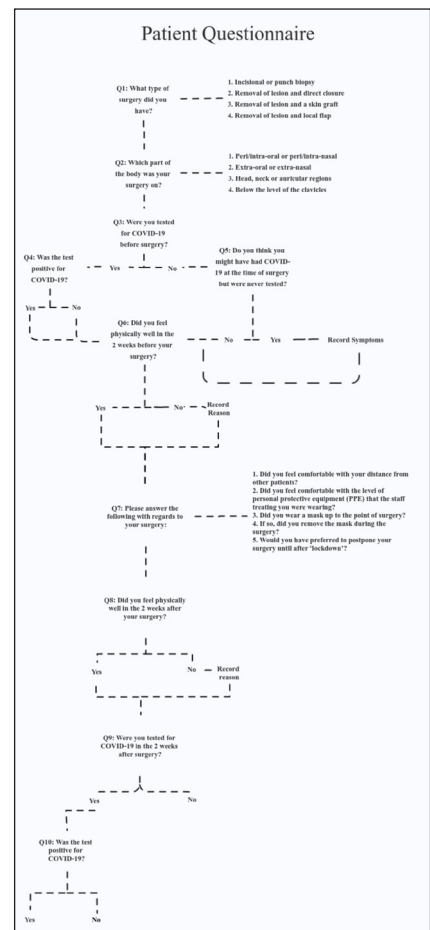 Patient Questionnaire
Q1: What type of
surgery did you
have?
1. Incisional or punch biopsy
2. Removal of lesion and direct closure
3. Removal of lesion and a skin graft
4. Removal of lesion and local flap
Q2: Which part of
the body was your
surgery on?
1. Peri/intra-oral or peri/intra-nasal
2. Extra-oral or extra-nasal
3. Head, neck or auricular regions
4. Below the level of the clavicles
Q3: Were you tested
for COVID-19
before surgery?
Yes
No
Q4: Was the test
positive for
COVID-19?
Yes
No
Q5: Do you think you
might have had COVID-
19 at the time of surgery
but were never tested?
No
Yes
Record Symptoms
Q6: Did you feel
physically well in the
2 weeks before your
surgery?
Yes
No
Record
Reason
Q7: Please answer the
following with regards to
your surgery:
1. Did you feel comfortable with your distance from
other patients?
2. Did you feel comfortable with the level of
personal protective equipment (PPE) that the staff
treating you were wearing?
3. Did you wear a mask up to the point of surgery?
4. If so, did you remove the mask during the
surgery?
5. Would you have preferred to postpone your
surgery until after 'lockdown'?
Q8: Did you feel physically
well in the 2 weeks after
your surgery?
Yes
No
Record
reason
Q9: Were you tested for
COVID-19 in the 2 weeks
after surgery?
Yes
No
Q10: Was the test
positive for
COVID-19?
Yes
No